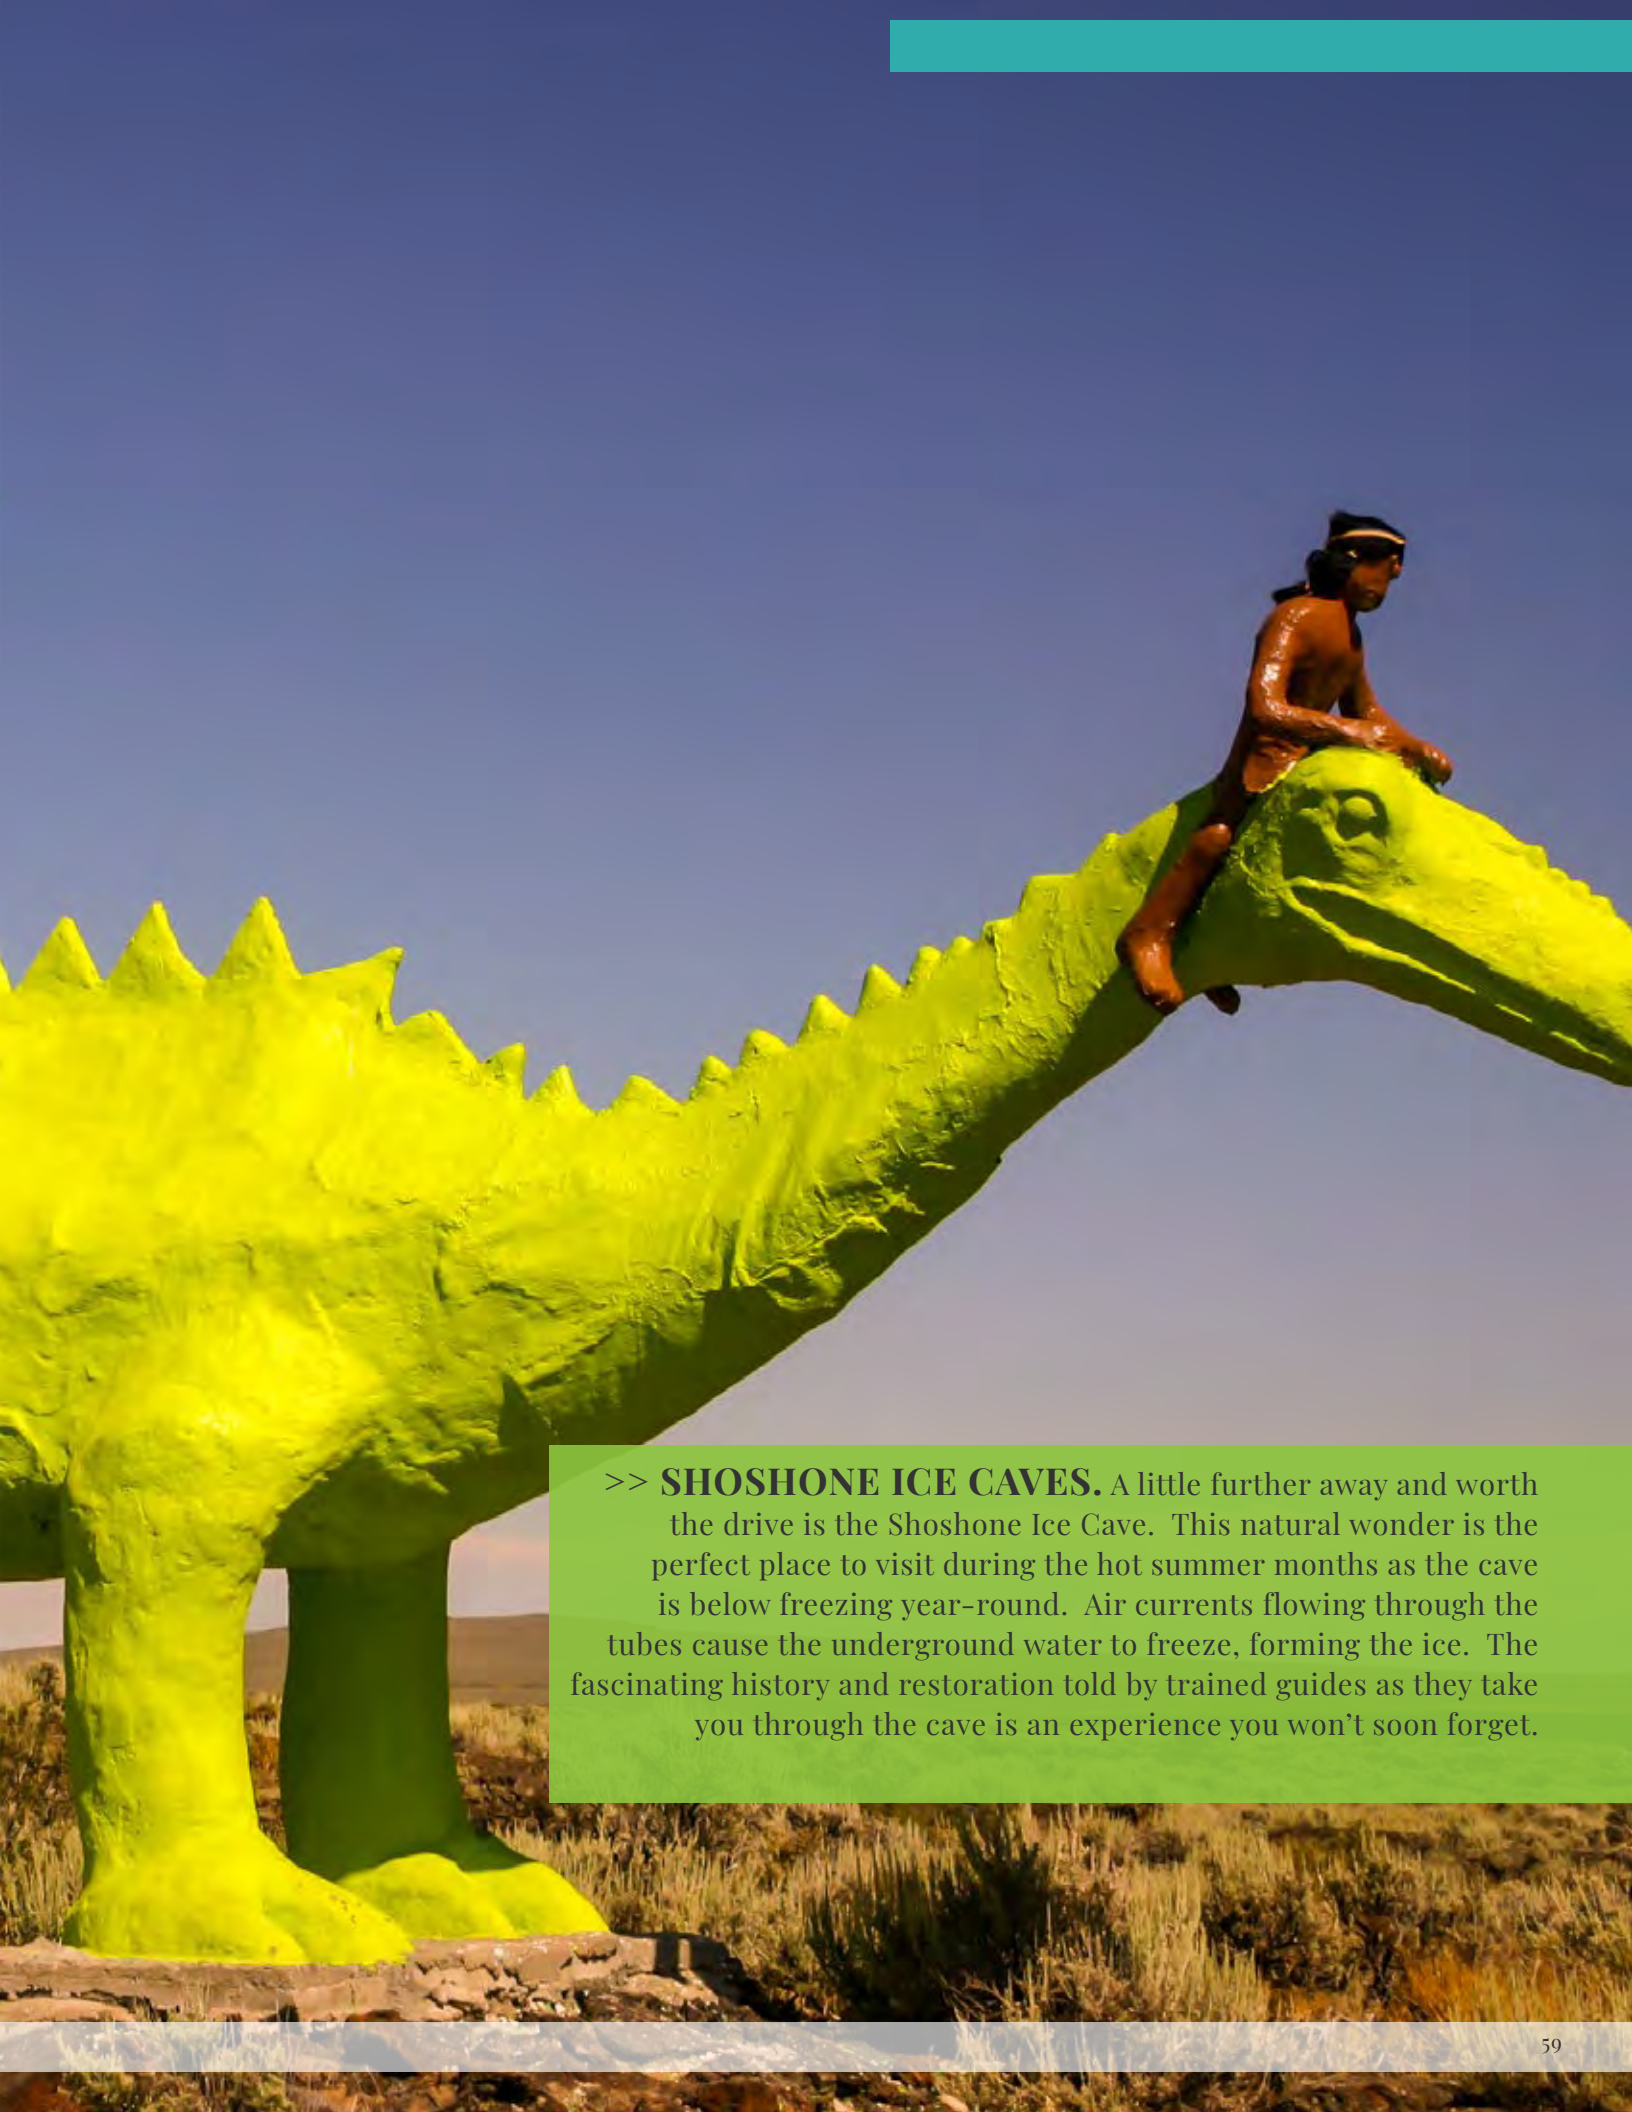 >> SHOSHONE ICE CAVES. A little further away and worth
the drive is the Shoshone Ice Cave.  This natural wonder is the
perfect place to visit during the hot summer months as the cave
is below freezing year-round.  Air currents flowing through the
tubes cause the underground water to freeze, forming the ice.  The
fascinating history and restoration told by trained guides as they take
you through the cave is an experience you won’t soon forget.
59